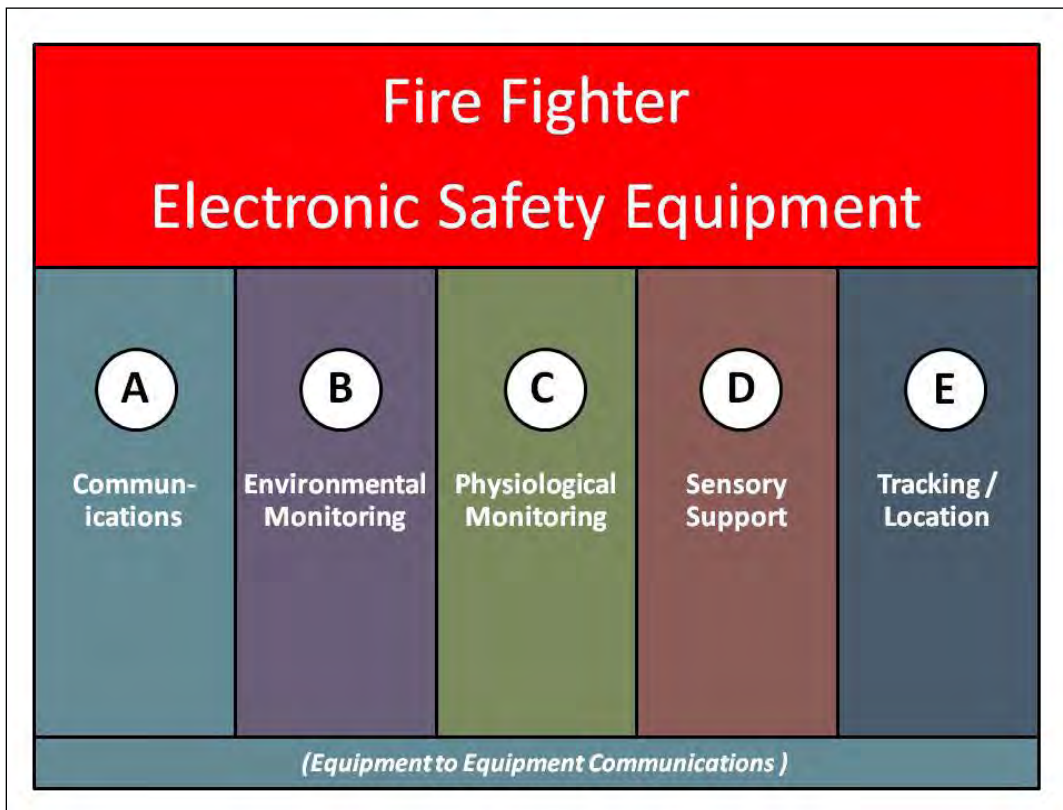 Fire Fighter
Electronic Safety Equipment
A
Commun-
ications
B
Environmental
Monitoring
C
Physiological
Monitoring
D
Sensory
Support
E
Tracking /
Location
(Equipment to Equipment Communications )